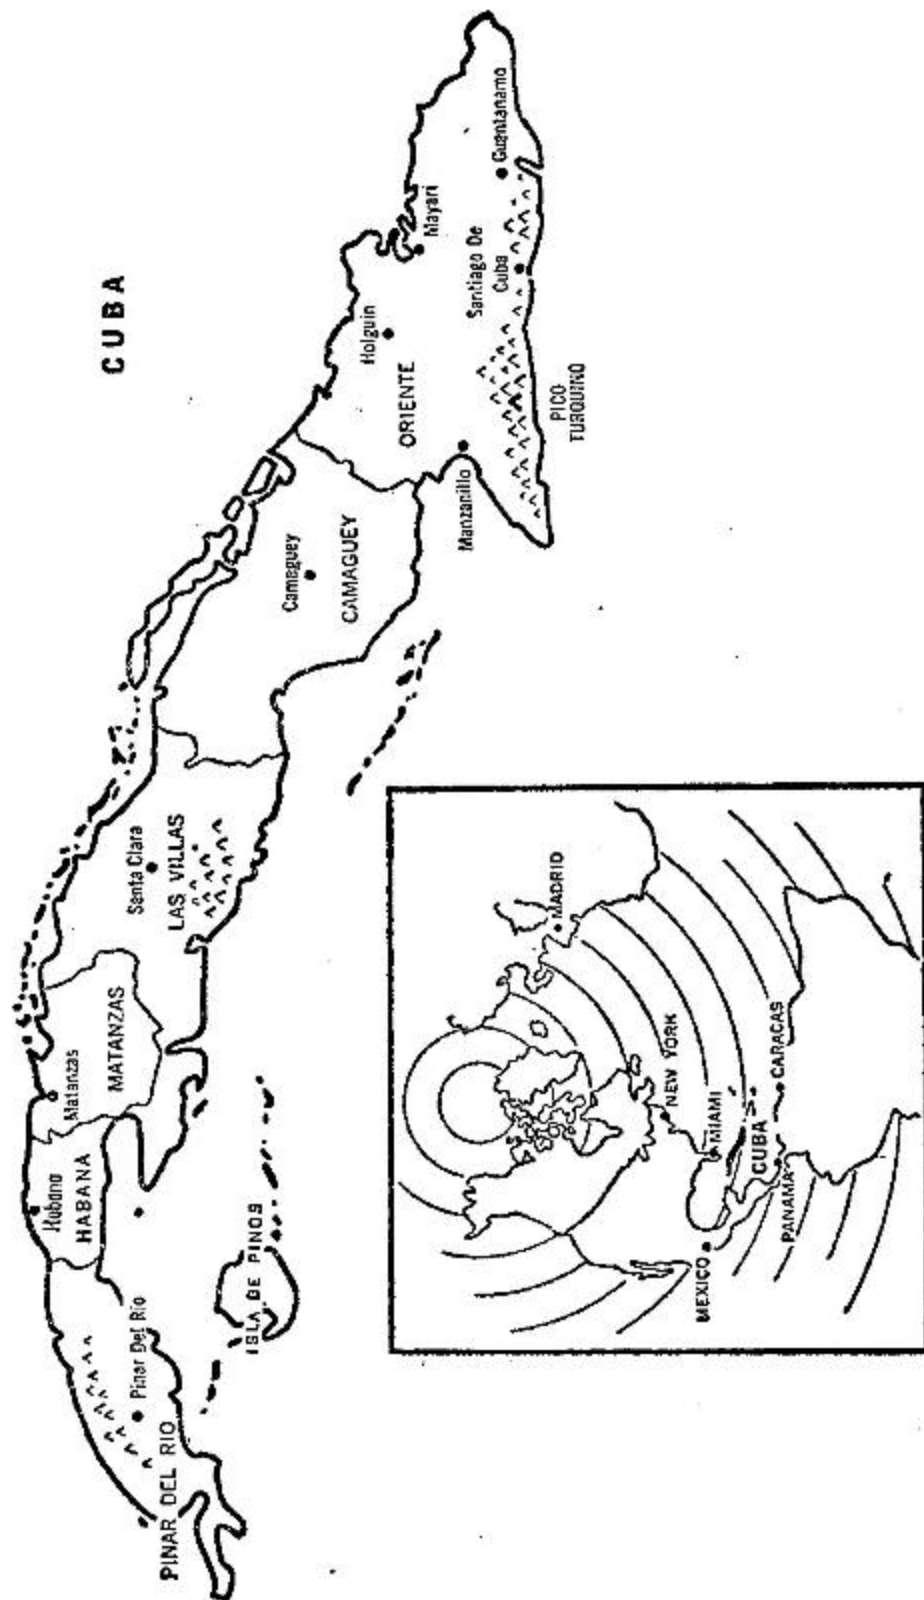 CUBA
Habana
HABANA
Matanzas
MATANZAS
Pinar Del Río
PINAR DEL RIO
ISLA DE PINOS
Santa Clara
LAS VILLAS
Camaguey
CAMAGUEY
Holguin
Mayari
ORIENTE
Manzanillo
Santiago De
Cuba
Guantanamo
PICO
TURQUINO
MADRID
NEW YORK
MIAMI
CUBA
MEXICO
PANAMA
CARACAS